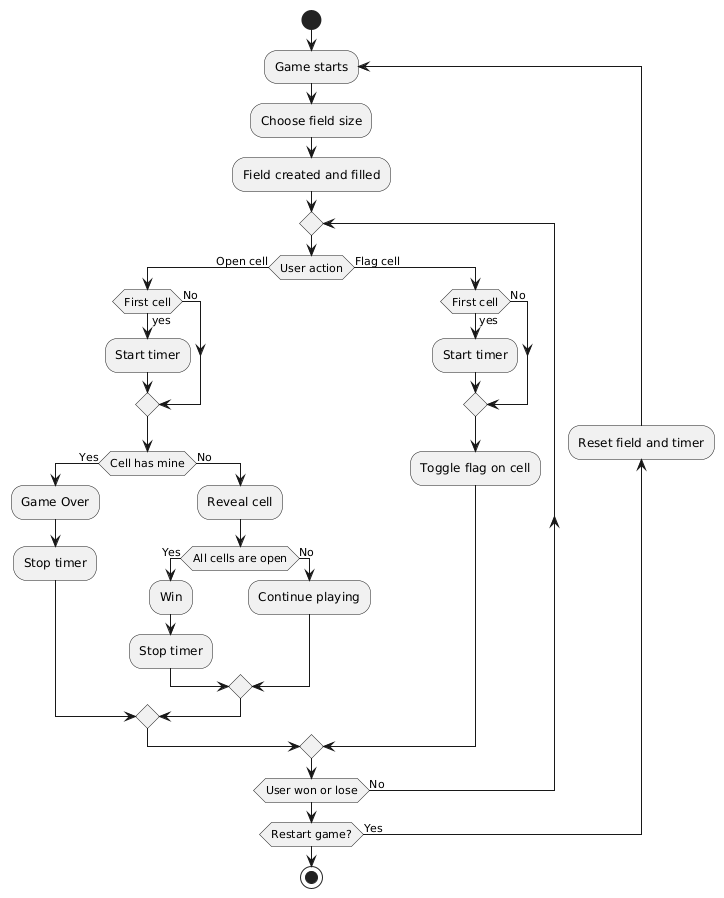 Game starts
Choose field size
Field created and filled
Open cell
User action
Flag cell
First cell
No
yes
Start timer
First cell
No
yes
Start timer
Reset field and timer
Yes
Cell has mine
No
Toggle flag on cell
Game Over
Reveal cell
Stop timer
Yes
All cells are open
No
Win
Continue playing
Stop timer
User won or lose
No
Restart game?
Yes